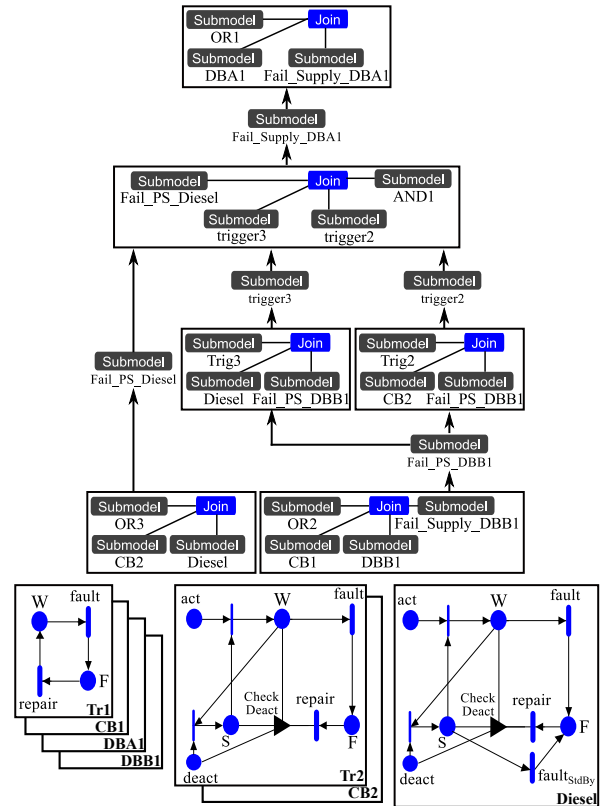 Submodel Join
OR1
Submodel Submodel
DBA1 Fail_Supply_DBA1
Submodel
Fail_Supply_DBA1
Submodel Join Submodel
Fail_PS_Diesel AND1
Submodel Submodel
trigger3 trigger2
Submodel Submodel
trigger3 trigger2
Submodel Join Submodel Join
Trig3 Trig2
Submodel Submodel Submodel Submodel
Diesel Fail_PS_DBB1 CB2 Fail_PS_DBB1
Submodel
Fail_PS_Diesel
Submodel
Fail_PS_DBB1
Submodel Join Submodel Join Submodel
OR3 OR2 Fail_Supply_DBB1
Submodel Submodel Submodel Submodel
CB2 Diesel CB1 DBB1
W fault
F
repair
Tr1
CB1
DBA1
DBB1
act W fault
Check
Deact
repair
S F
deact
Tr2
CB2
act W fault
Check
Deact
repair
S F
deact
faultStdBy
Diesel